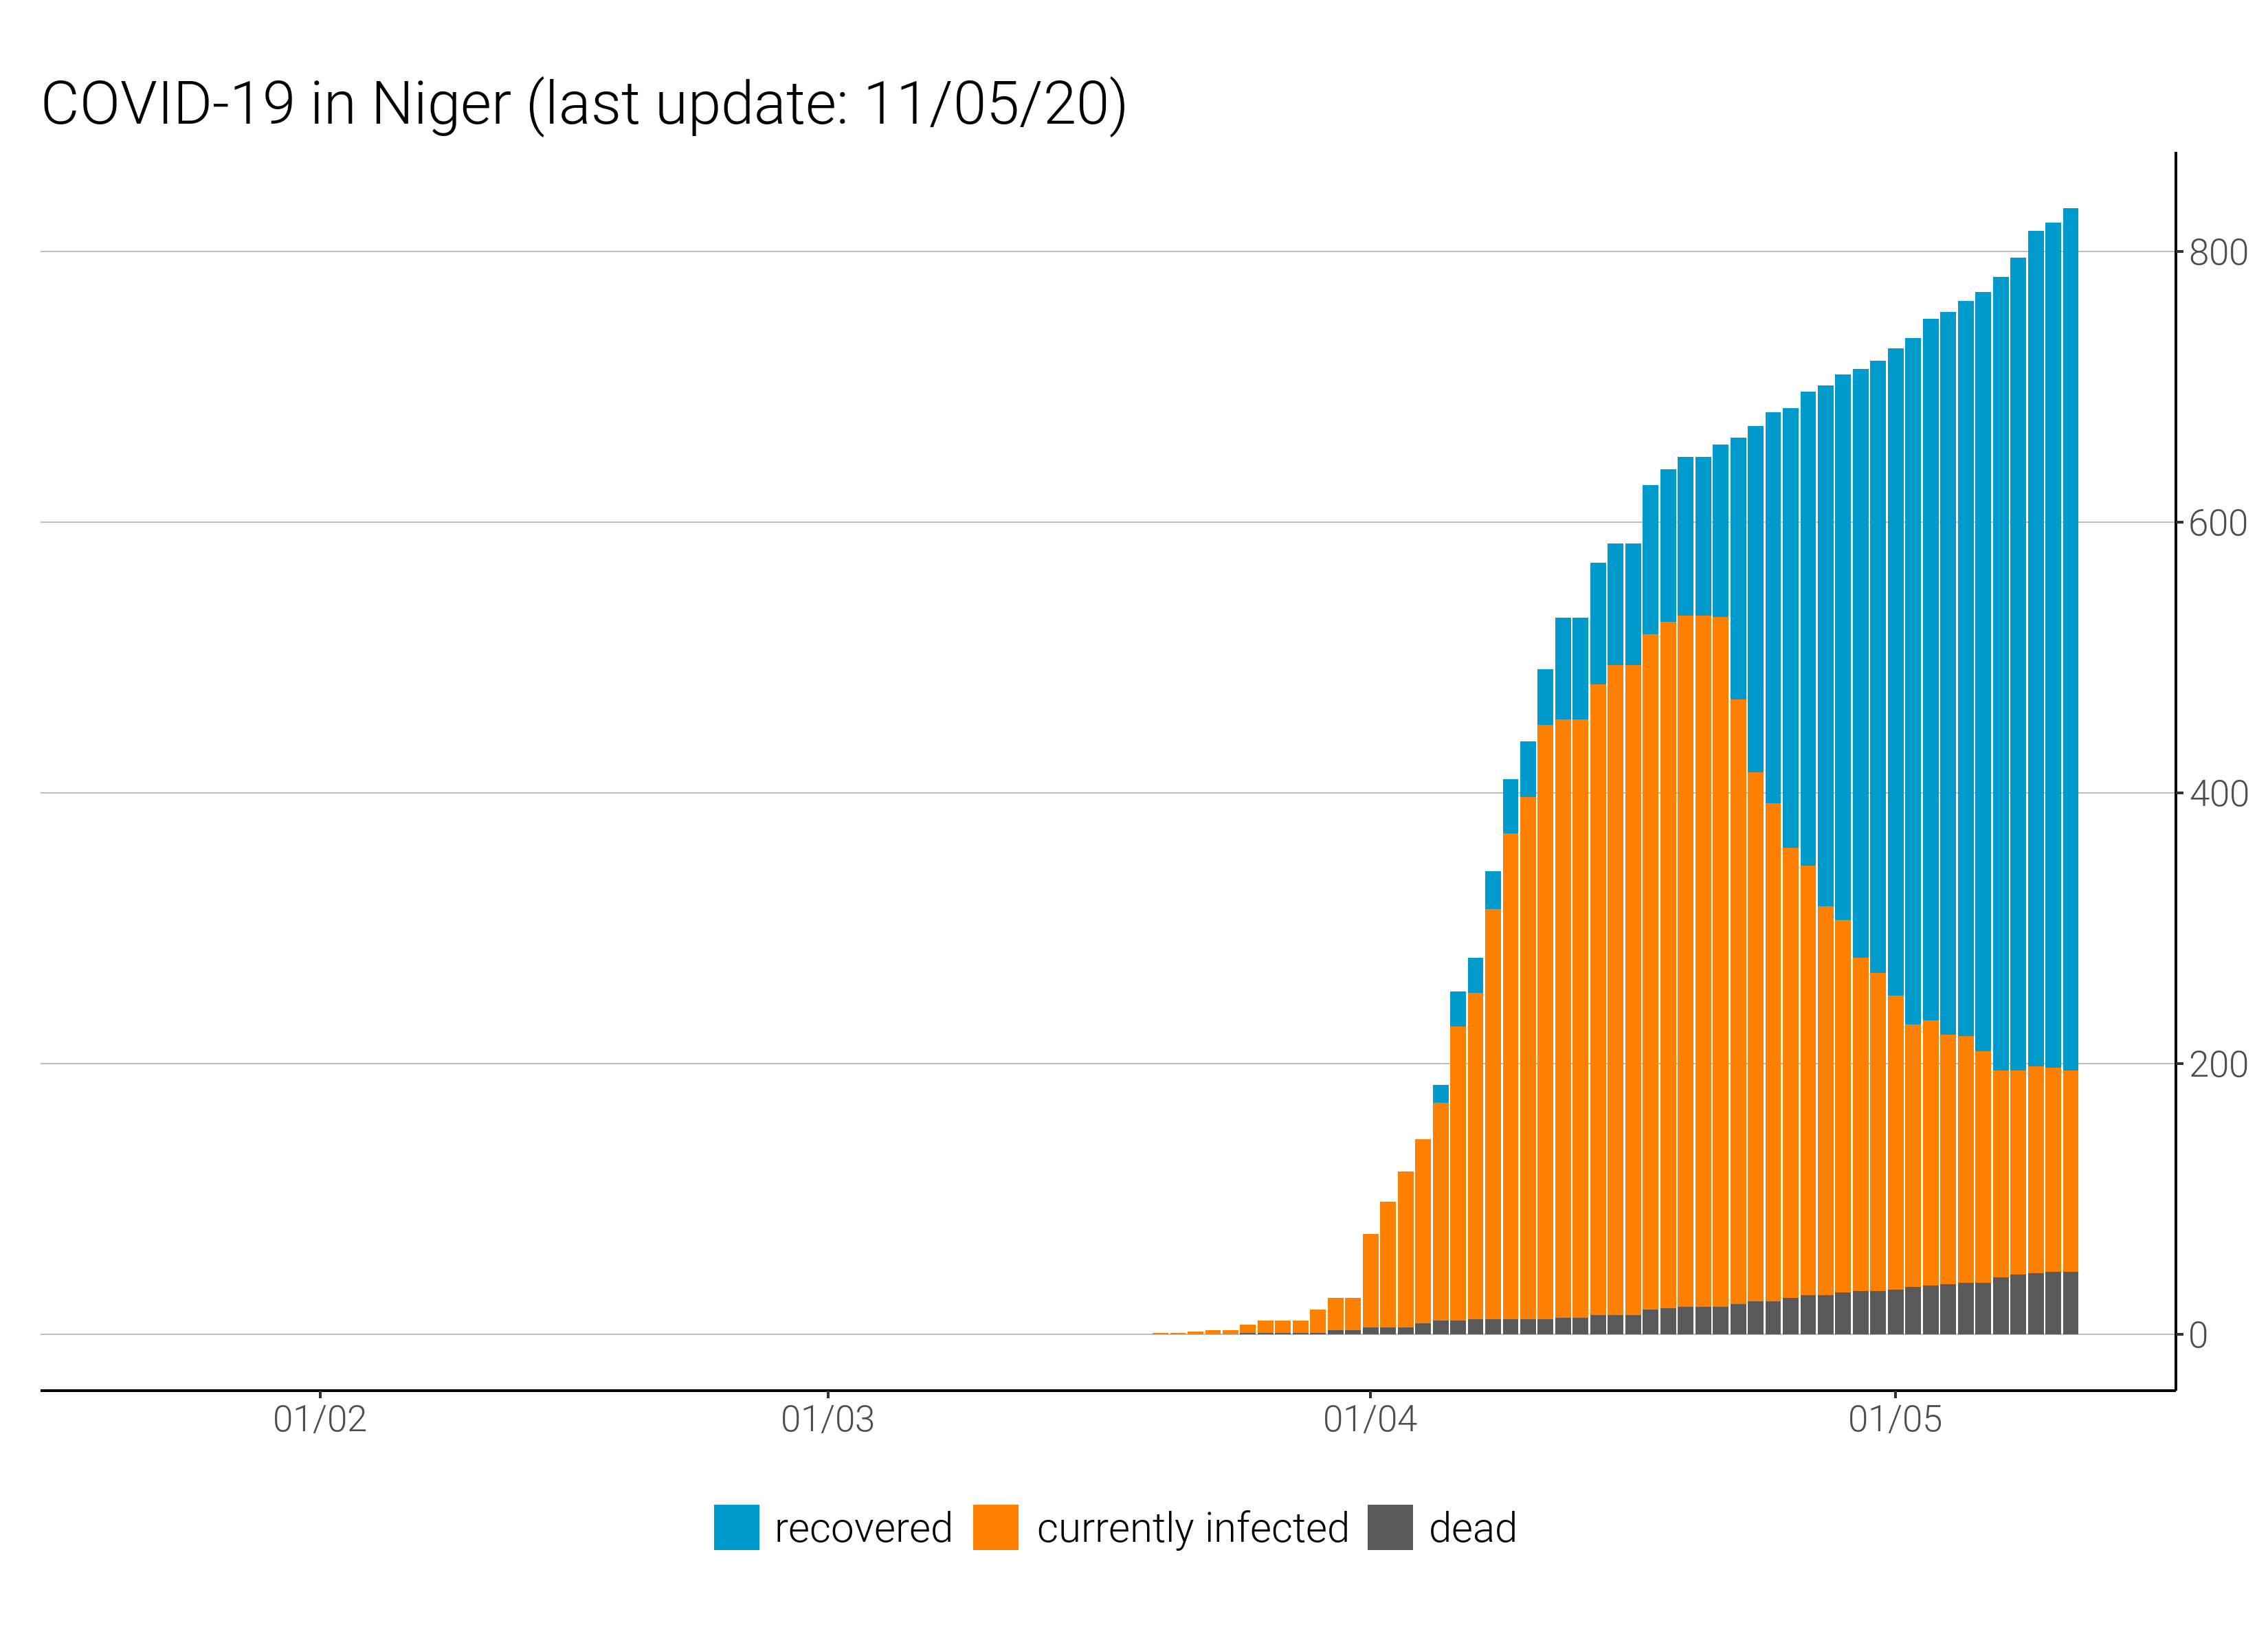 COVID-19 in Niger (last update: 11/05/20)
800
600
400
200
0
01/02 01/03 01/04 01/05
recovered currently infected dead